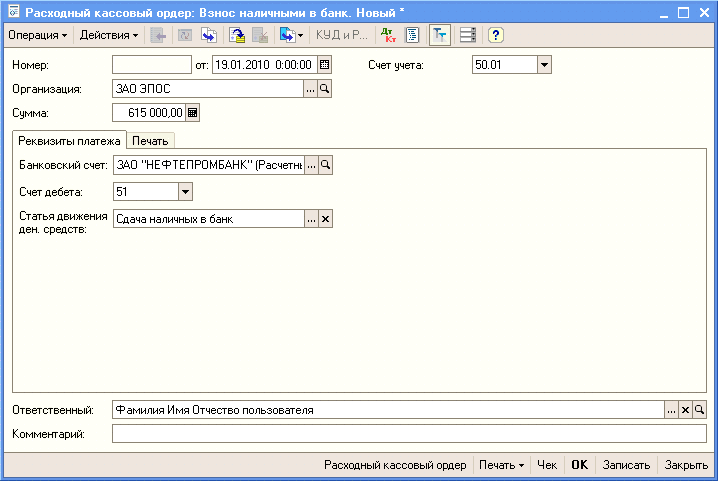 Расходный кассовый ордер: Взнос наличными в банк. Новый *
Операция Действия КУД и Р... Дт Кт
Номер: от: 19.01.2010 0:00:00 Счет учета: 50.01
Организация: ЗАО ЭПОС ...
Сумма: 615 000,00
Реквизиты платежа Печать
Банковский счет: ЗАО "НЕФТЕПРОМБАНК" (Расчетны ...
Счет дебета: 51
Статья движения
ден. средств: Сдача наличных в банк ...
Ответственный: Фамилия Имя Отчество пользователя ...
Комментарий:
Расходный кассовый ордер Печать Чек OK Записать Закрыть